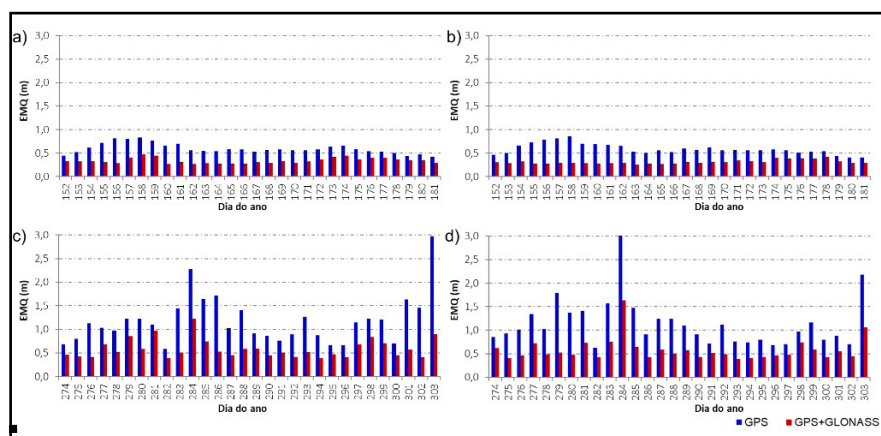 a)
b)
3,0
2,5
2,0
1,5
1,0
0,5
0,0
EMQ (m)
152 153 154 155 156 157 158 159 160 161 162 163 164 165 166 167 168 169 170 171 172 173 174 175 176 177 178 179 180 181
Dia do ano
3,0
2,5
2,0
1,5
1,0
0,5
0,0
EMQ (m)
152 153 154 155 156 157 158 159 160 161 162 163 164 165 166 167 168 169 170 171 172 173 174 175 176 177 178 179 180 181
Dia do ano
c)
d)
3,0
2,5
2,0
1,5
1,0
0,5
0,0
EMQ (m)
274 275 276 277 278 279 280 281 282 283 284 285 286 287 288 289 290 291 292 293 294 295 296 297 298 299 300 301 302 303
Dia do ano
3,0
2,5
2,0
1,5
1,0
0,5
0,0
EMQ (m)
274 275 276 277 278 279 280 281 282 283 284 285 286 287 288 289 290 291 292 293 294 295 296 297 298 299 300 301 302 303
Dia do ano
GPS GPS+GLONASS